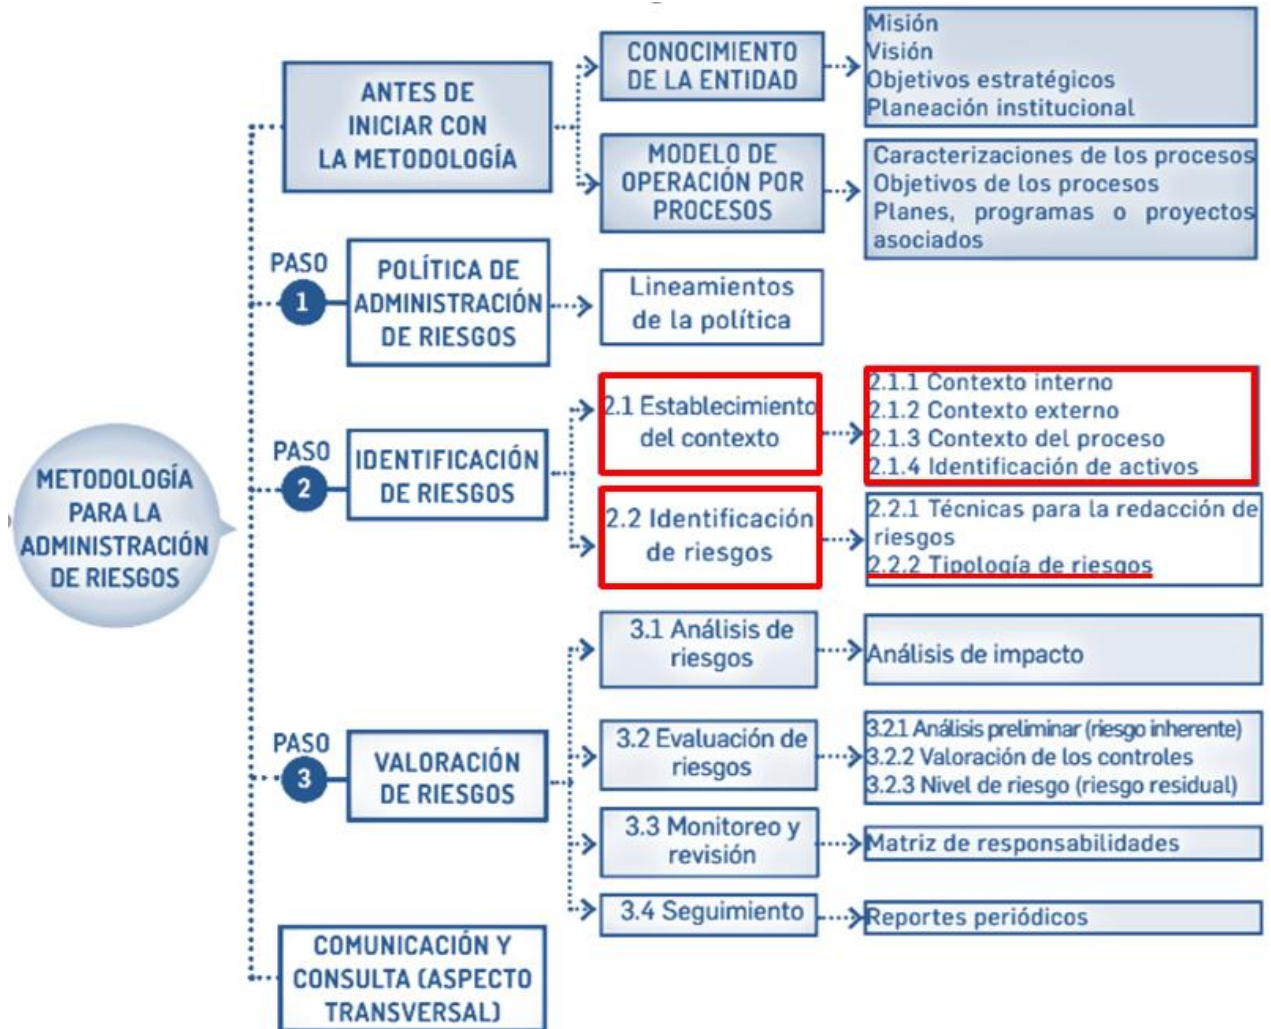 METODOLOGÍA
PARA LA
ADMINISTRACIÓN
DE RIESGOS
ANTES DE
INICIAR CON
LA METODOLOGÍA
CONOCIMIENTO
DE LA ENTIDAD
Misión
Visión
Objetivos estratégicos
Planeación institucional
MODELO DE
OPERACIÓN POR
PROCESOS
Caracterizaciones de los procesos
Objetivos de los procesos
Planes, programas o proyectos
asociados
PASO
1
POLÍTICA DE
ADMINISTRACIÓN
DE RIESGOS
Lineamientos
de la política
PASO
2
IDENTIFICACIÓN
DE RIESGOS
2.1 Establecimiento
del contexto
2.1.1 Contexto interno
2.1.2 Contexto externo
2.1.3 Contexto del proceso
2.1.4 Identificación de activos
2.2 Identificación
de riesgos
2.2.1 Técnicas para la redacción de
riesgos
2.2.2 Tipología de riesgos
PASO
3
VALORACIÓN
DE RIESGOS
3.1 Análisis de
riesgos
Análisis de impacto
3.2 Evaluación de
riesgos
3.2.1 Análisis preliminar (riesgo inherente)
3.2.2 Valoración de los controles
3.2.3 Nivel de riesgo (riesgo residual)
3.3 Monitoreo y
revisión
Matriz de responsabilidades
3.4 Seguimiento
Reportes periódicos
COMUNICACIÓN Y
CONSULTA (ASPECTO
TRANSVERSAL)